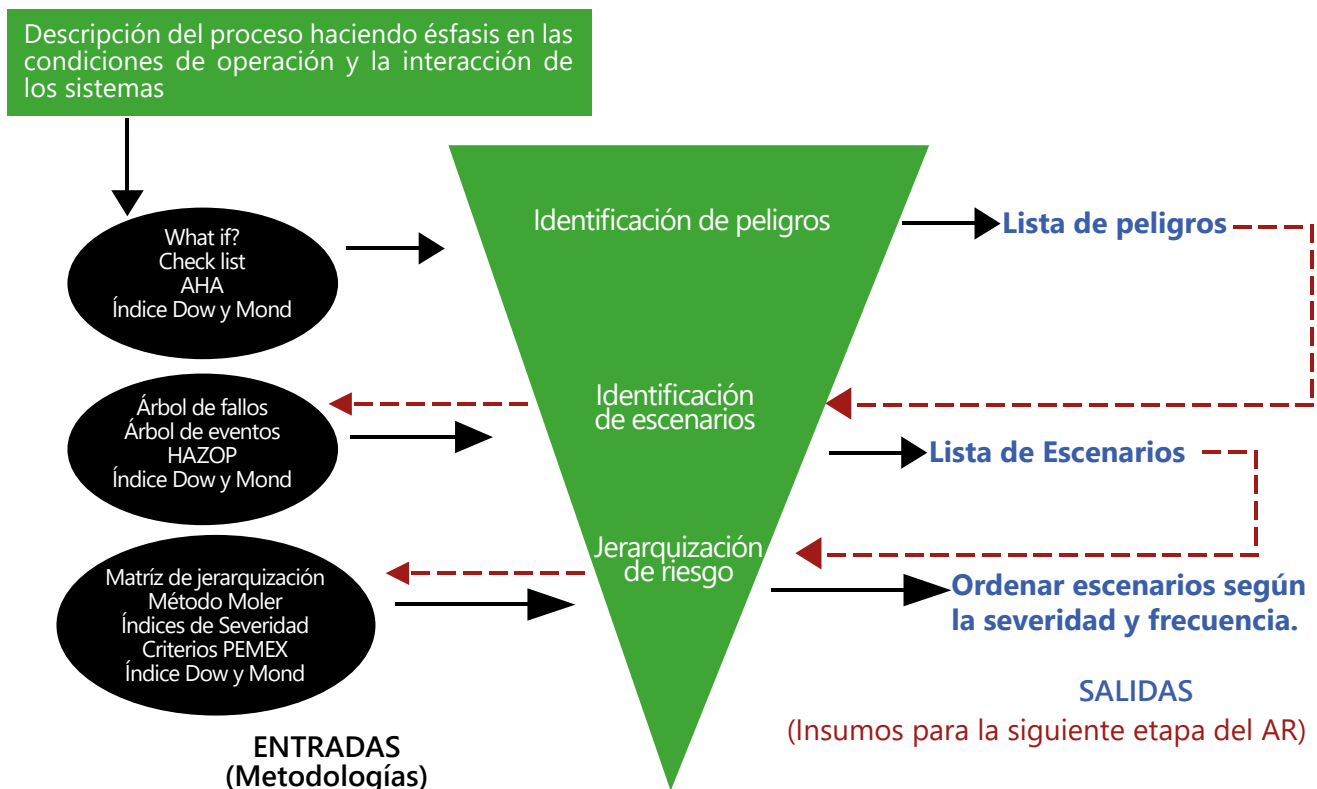 Descripción del proceso haciendo ésfasis en las
condiciones de operación y la interacción de
los sistemas
What if?
Check list
AHA
Índice Dow y Mond
Identificación de peligros
Lista de peligros
Árbol de fallos
Árbol de eventos
HAZOP
Índice Dow y Mond
Identificación
de escenarios
Lista de Escenarios
Matríz de jerarquización
Método Moler
Índices de Severidad
Criterios PEMEX
Índice Dow y Mond
Jerarquización
de riesgo
Ordenar escenarios según
la severidad y frecuencia.
ENTRADAS
(Metodologías)
SALIDAS
(Insumos para la siguiente etapa del AR)